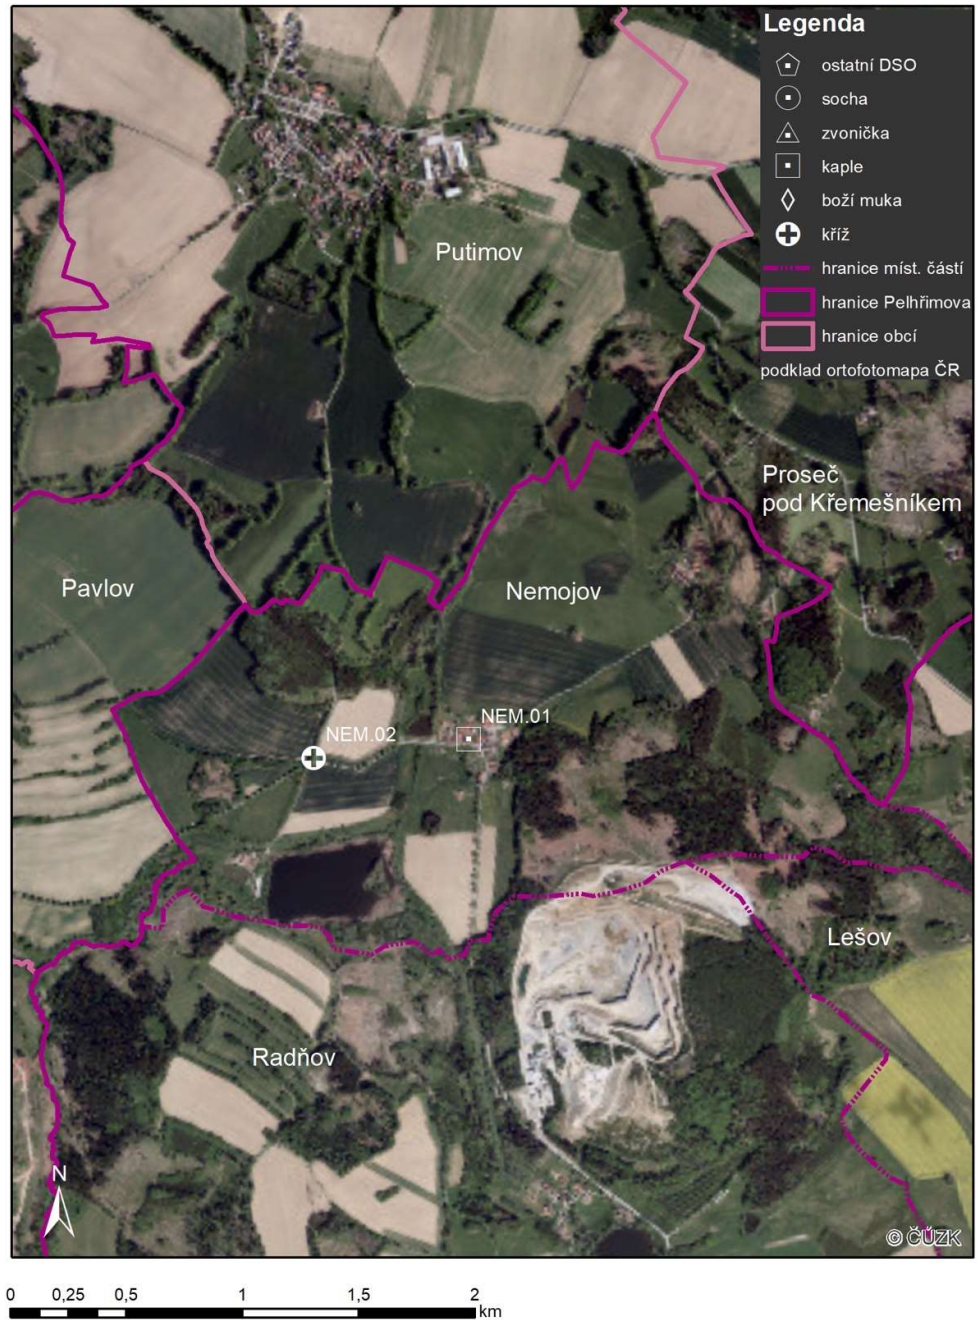 Legenda
ostatní DSO
socha
zvonička
kaple
boží muka
kříž
hranice míst. částí
hranice Pelhřimova
hranice obcí
podklad ortofotomapa ČR
Putimov
Proseč
pod Křemešníkem
Pavlov
Nemojov
NEM.01
NEM.02
Lešov
Radňov
N
© ČÚZK
0 0,25 0,5 1 1,5 2
km